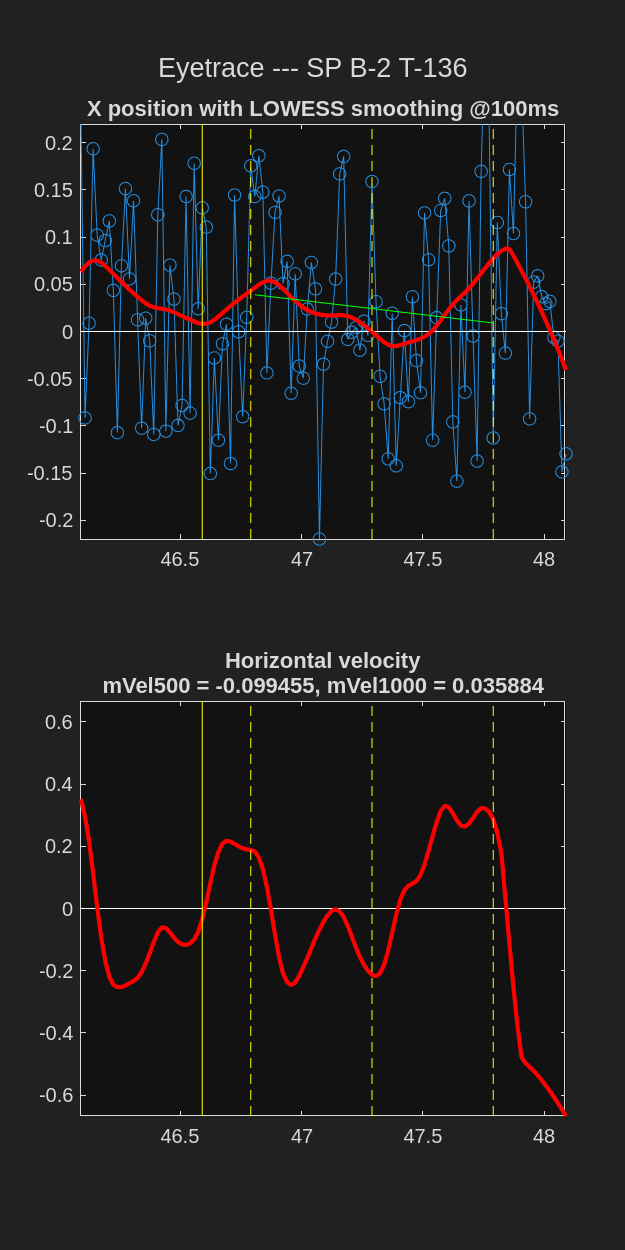 Eyetrace --- SP B-2 T-136
X position with LOWESS smoothing @100ms
0.2
0.15
0.1
0.05
0
-0.05
-0.1
-0.15
-0.2
46.5 47 47.5 48
Horizontal velocity
mVel500 = -0.099455, mVel1000 = 0.035884
0.6
0.4
0.2
0
-0.2
-0.4
-0.6
46.5 47 47.5 48